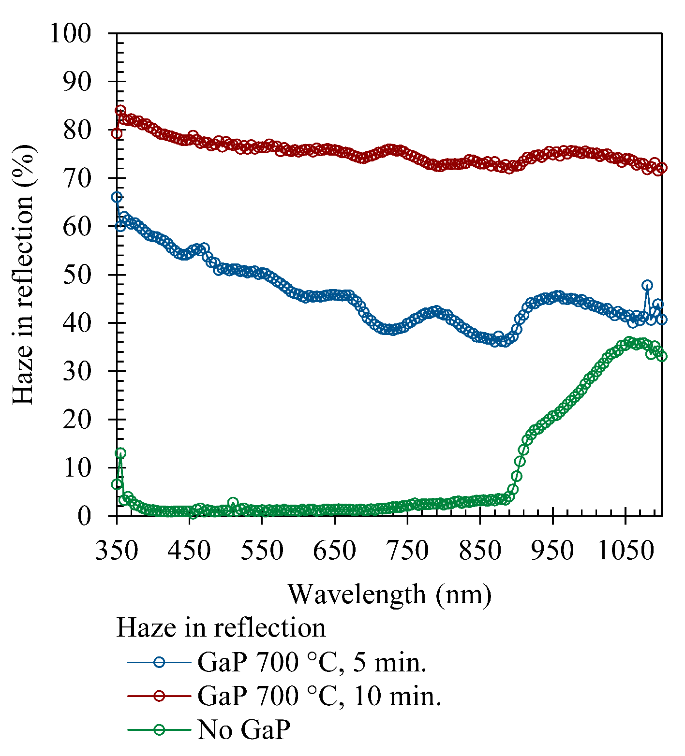 100
90
80
70
60
50
40
30
20
10
0
Haze in reflection (%)
350 450 550 650 750 850 950 1050
Wavelength (nm)
Haze in reflection
GaP 700 °C, 5 min.
GaP 700 °C, 10 min.
No GaP